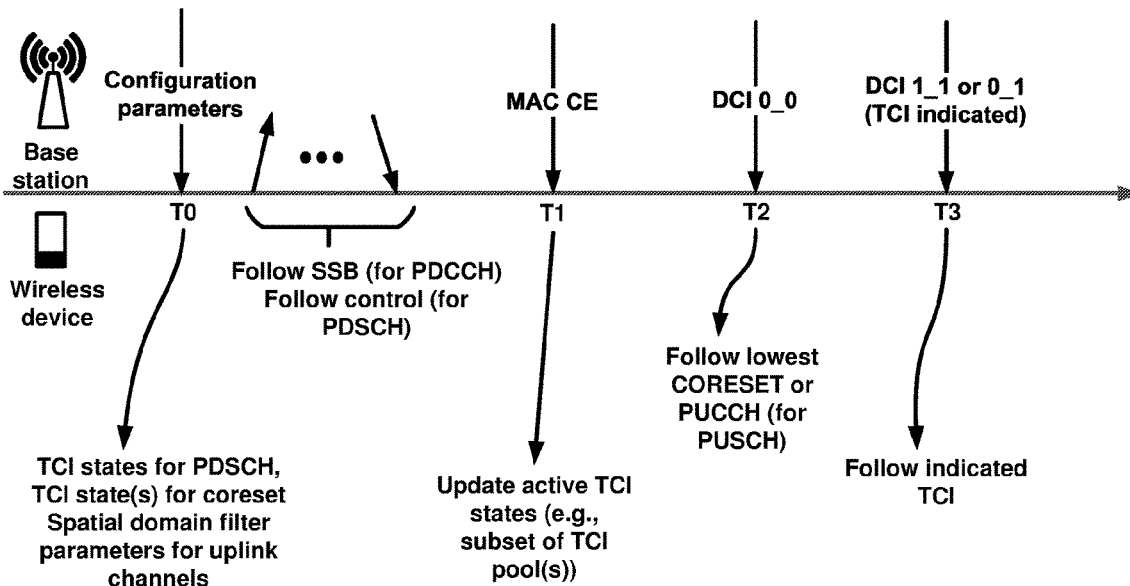 Configuration
parameters
MAC CE
DCI 0_0
DCI 1_1 or 0_1
(TCI indicated)
Base
station
T0
T1
T2
T3
Wireless
device
Follow SSB (for PDCCH)
Follow control (for
PDSCH)
Follow lowest
CORESET or
PUCCH (for
PUSCH)
TCI states for PDSCH,
TCI state(s) for coreset
Spatial domain filter
parameters for uplink
channels
Update active TCI
states (e.g.,
subset of TCI
pool(s))
Follow indicated
TCI